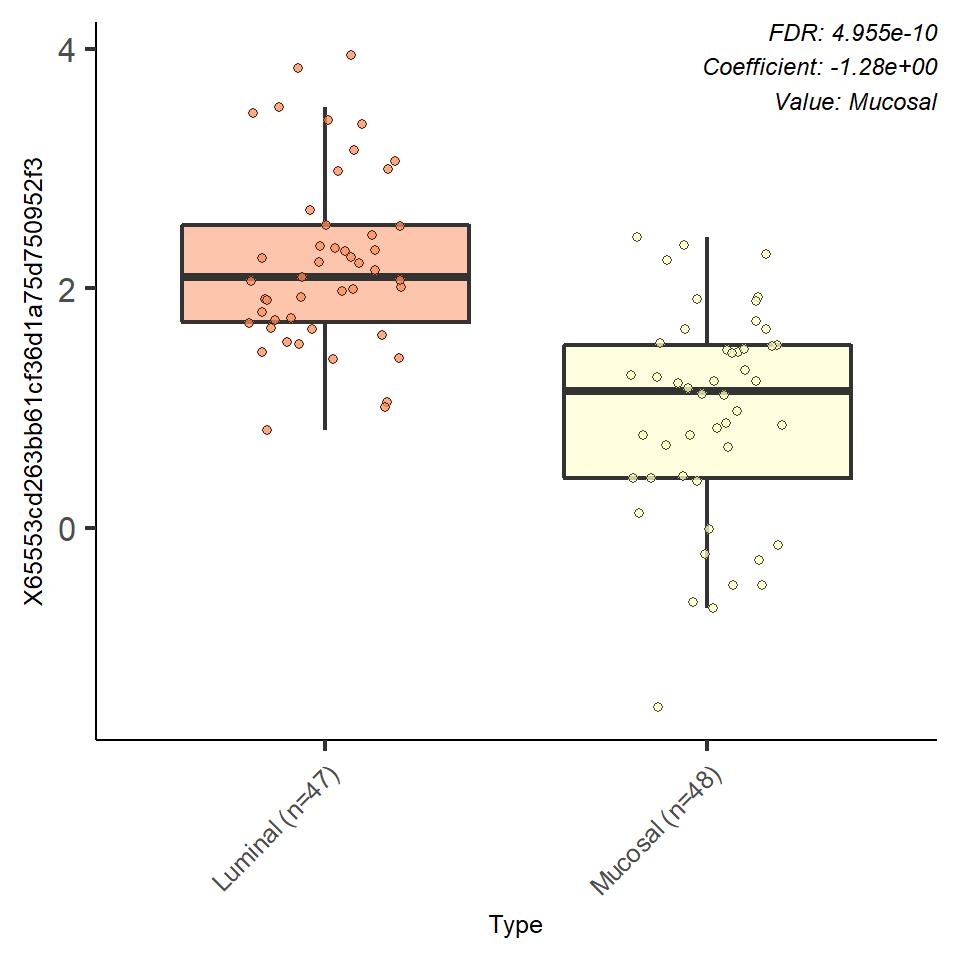 FDR: 4.955e-10
Coefficient: -1.28e+00
Value: Mucosal
4
2
0
X65553cd263bb61cf36d1a75d750952f3
Luminal (n=47)
Mucosal (n=48)
Type